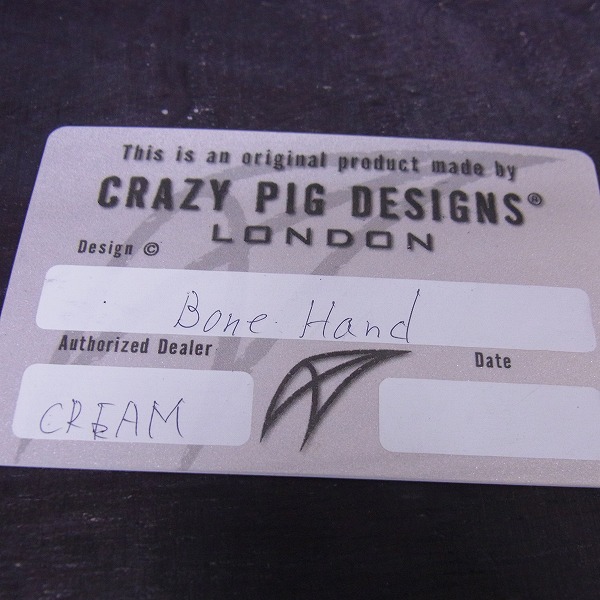 This is an original product made by
CRAZY PIG DESIGNS®
LONDON
Design ©
Bone Hand
Authorized Dealer
Date
CREAM